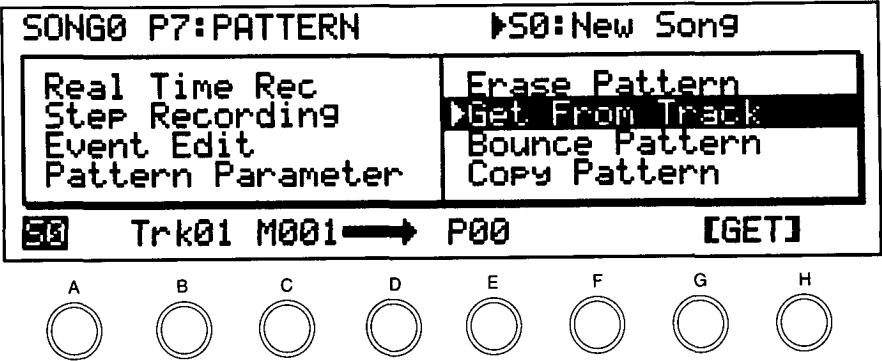 SONG0 P7:PATTERN ▶S0:New Song
Real Time Rec
Step Recording
Event Edit
Pattern Parameter
Erase Pattern
▶Get From Track
Bounce Pattern
Copy Pattern
S0 Trk01 M001 → P00 [GET]
A B C D E F G H